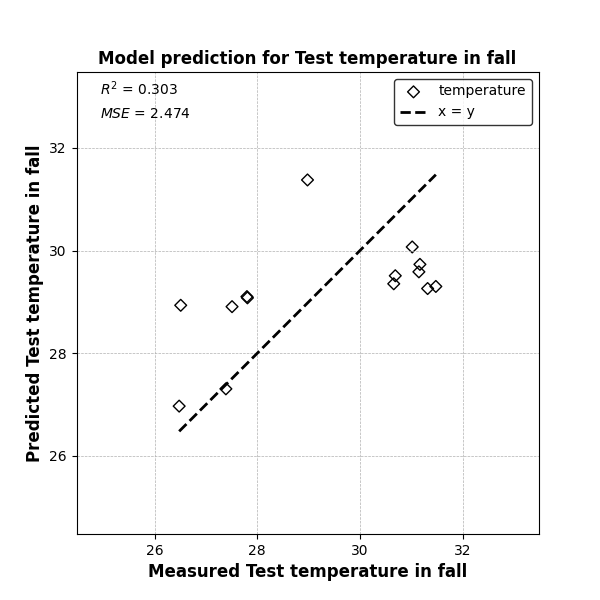 Model prediction for Test temperature in fall
R² = 0.303
MSE = 2.474
temperature
x = y
Predicted Test temperature in fall
32
30
28
26
26 28 30 32
Measured Test temperature in fall